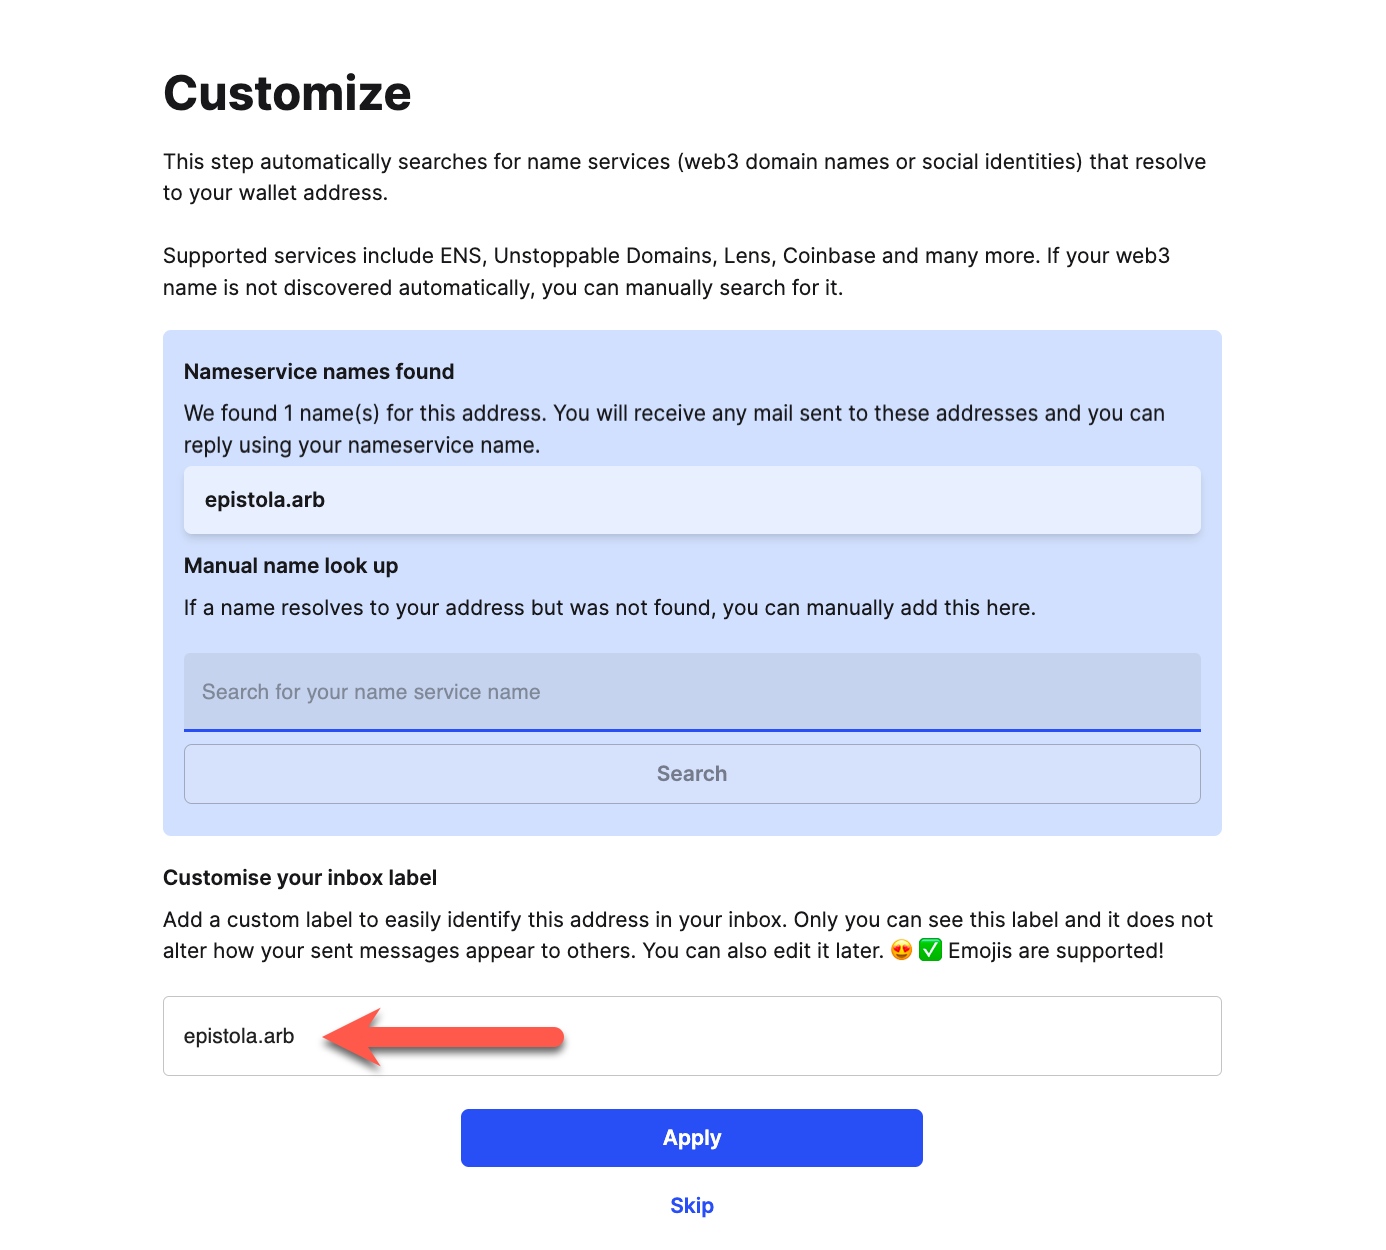 Customize
This step automatically searches for name services (web3 domain names or social identities) that resolve
to your wallet address.
Supported services include ENS, Unstoppable Domains, Lens, Coinbase and many more. If your web3
name is not discovered automatically, you can manually search for it.
Nameservice names found
We found 1 name(s) for this address. You will receive any mail sent to these addresses and you can
reply using your nameservice name.
epistola.arb
Manual name look up
If a name resolves to your address but was not found, you can manually add this here.
Search for your name service name
Search
Customise your inbox label
Add a custom label to easily identify this address in your inbox. Only you can see this label and it does not
alter how your sent messages appear to others. You can also edit it later. 😍 ✅ Emojis are supported!
epistola.arb
Apply
Skip